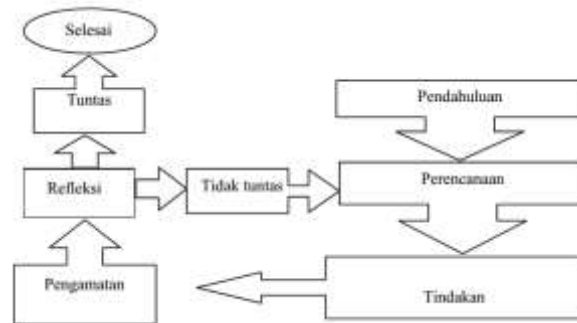 Selesai
Tuntas
Pendahuluan
Refleksi
Tidak tuntas
Perencanaan
Pengamatan
Tindakan